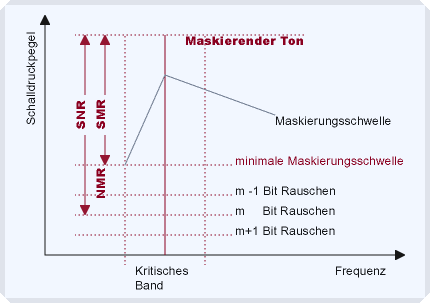 Maskierender Ton
Schalldruckpegel
SNR
SMR
NMR
Maskierungsschwelle
minimale Maskierungsschwelle
m -1 Bit Rauschen
m Bit Rauschen
m+1 Bit Rauschen
Kritisches
Band
Frequenz